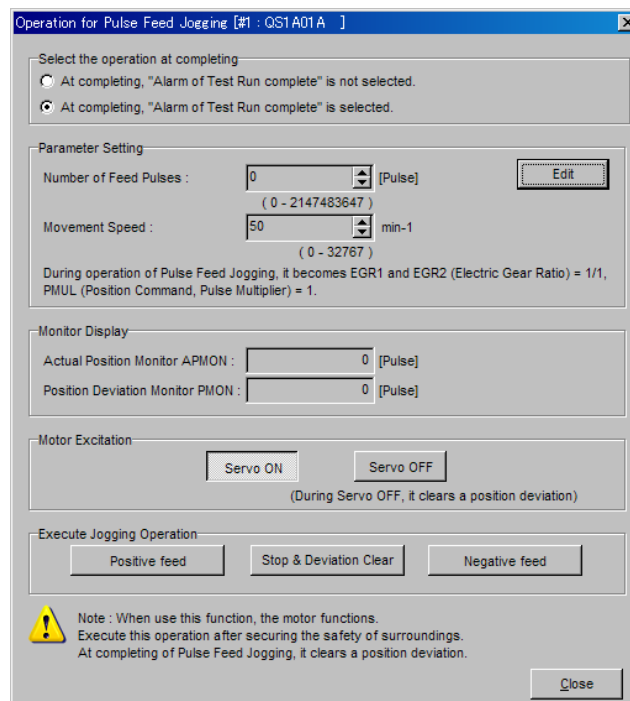 Operation for Pulse Feed Jogging [#1 : QS1A01A ]
Select the operation at completing
At completing, "Alarm of Test Run complete" is not selected.
At completing, "Alarm of Test Run complete" is selected.
Parameter Setting
Number of Feed Pulses : 0 [Pulse] Edit
( 0 - 2147483647 )
Movement Speed : 50 min-1
( 0 - 32767 )
During operation of Pulse Feed Jogging, it becomes EGR1 and EGR2 (Electric Gear Ratio) = 1/1,
PMUL (Position Command, Pulse Multiplier) = 1.
Monitor Display
Actual Position Monitor APMON : 0 [Pulse]
Position Deviation Monitor PMON : 0 [Pulse]
Motor Excitation
Servo ON Servo OFF
(During Servo OFF, it clears a position deviation)
Execute Jogging Operation
Positive feed Stop & Deviation Clear Negative feed
Note : When use this function, the motor functions.
Execute this operation after securing the safety of surroundings.
At completing of Pulse Feed Jogging, it clears a position deviation.
Close